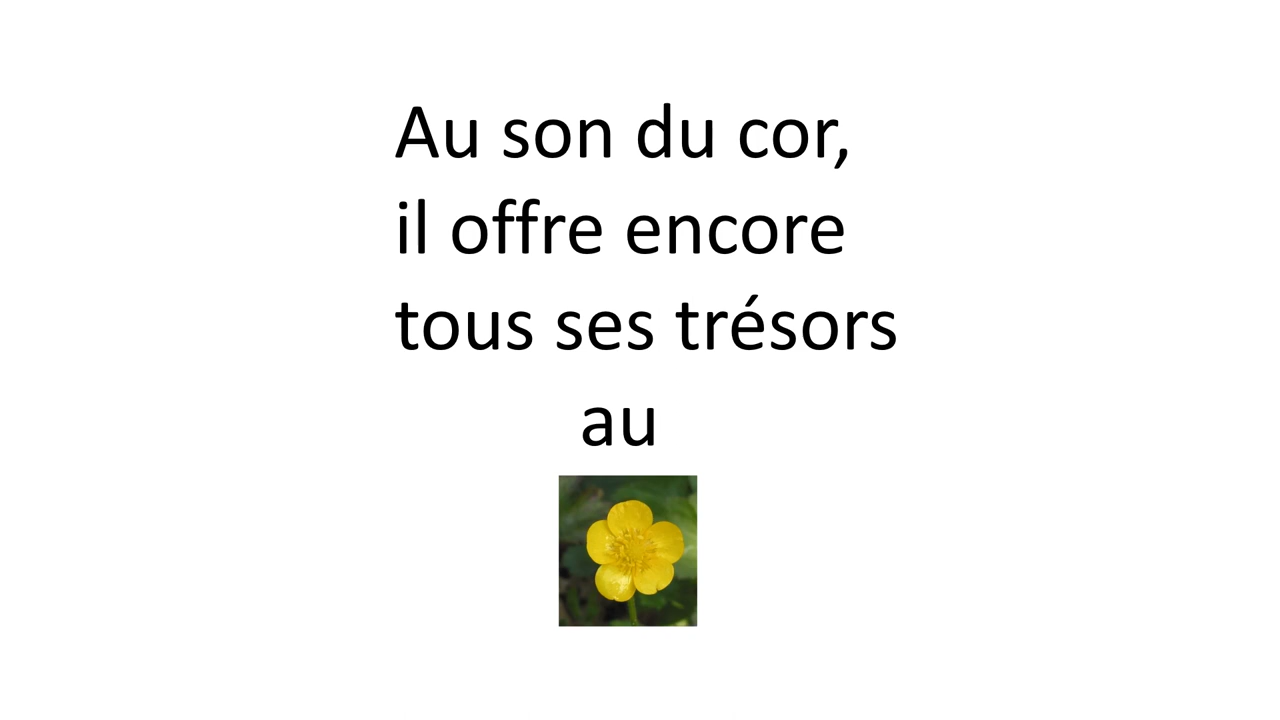 Au son du cor,
il offre encore
tous ses trésors
au